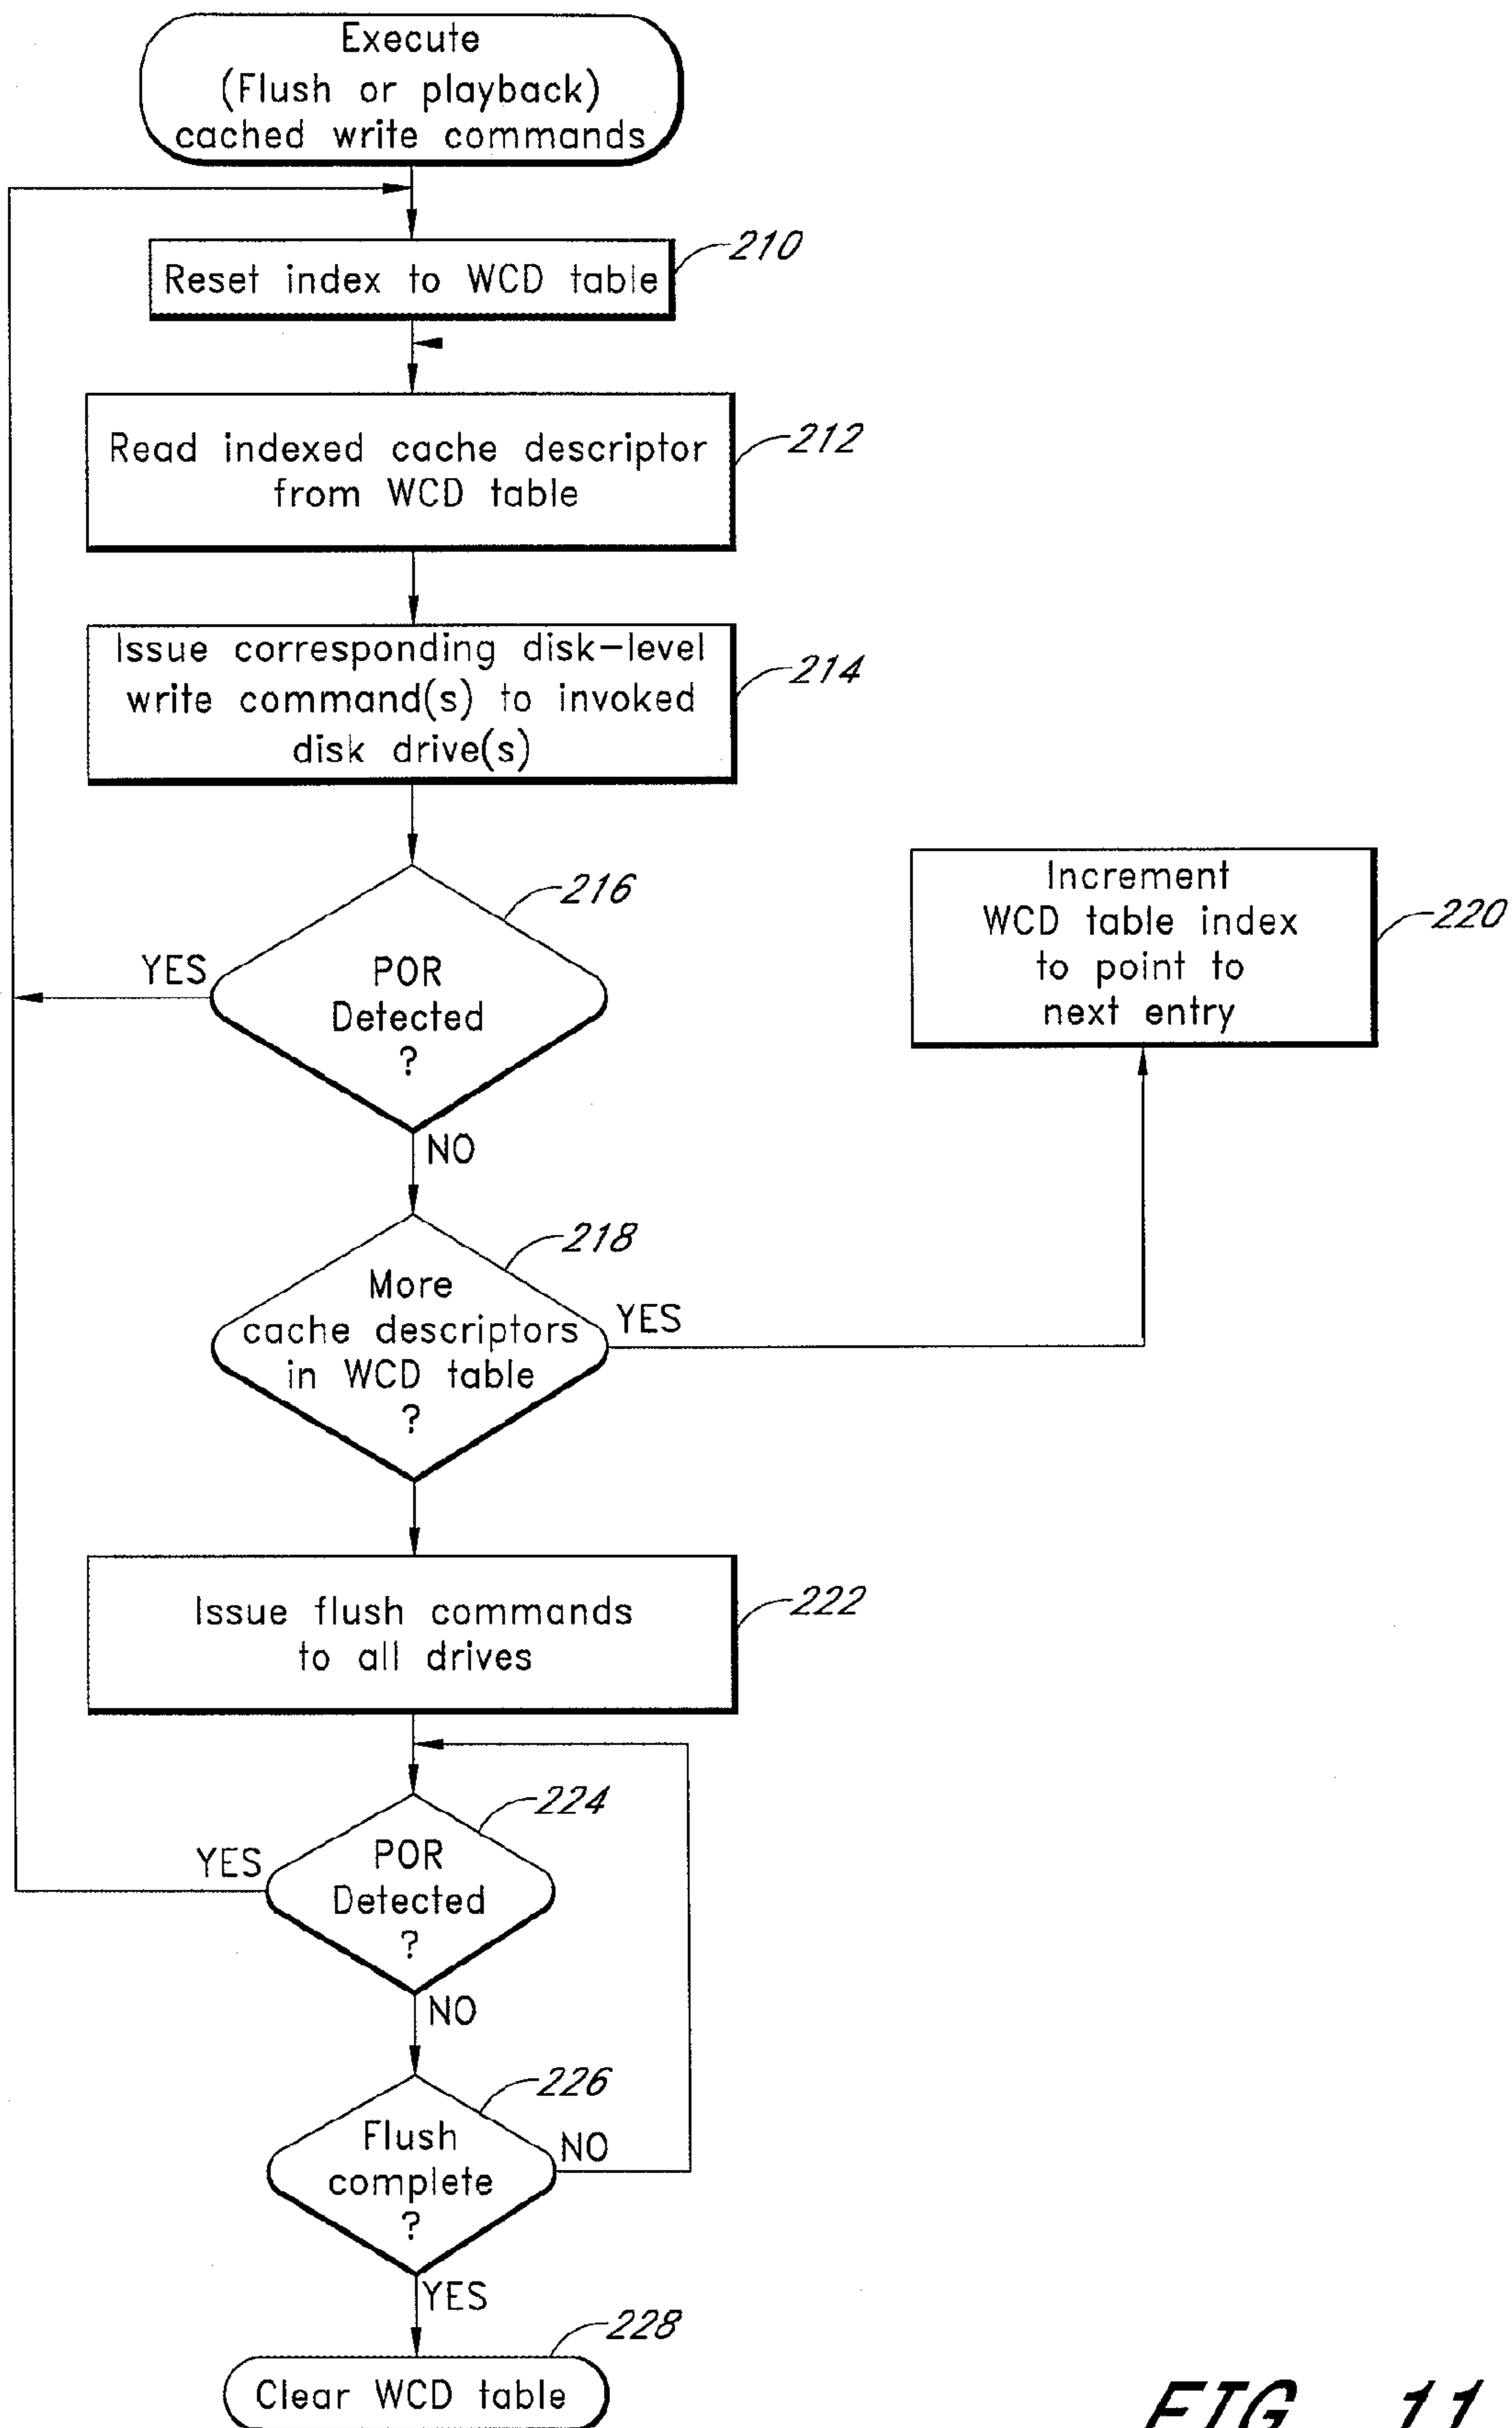 Execute
(Flush or playback)
cached write commands
210
Reset index to WCD table
212
Read indexed cache descriptor
from WCD table
214
Issue corresponding disk-level
write command(s) to invoked
disk drive(s)
216
YES
POR
Detected
?
NO
Increment
WCD table index
to point to
next entry
220
218
More
cache descriptors
in WCD table
?
YES
222
Issue flush commands
to all drives
224
YES
POR
Detected
?
NO
226
Flush
complete
?
NO
YES
228
Clear WCD table
FIG. 11